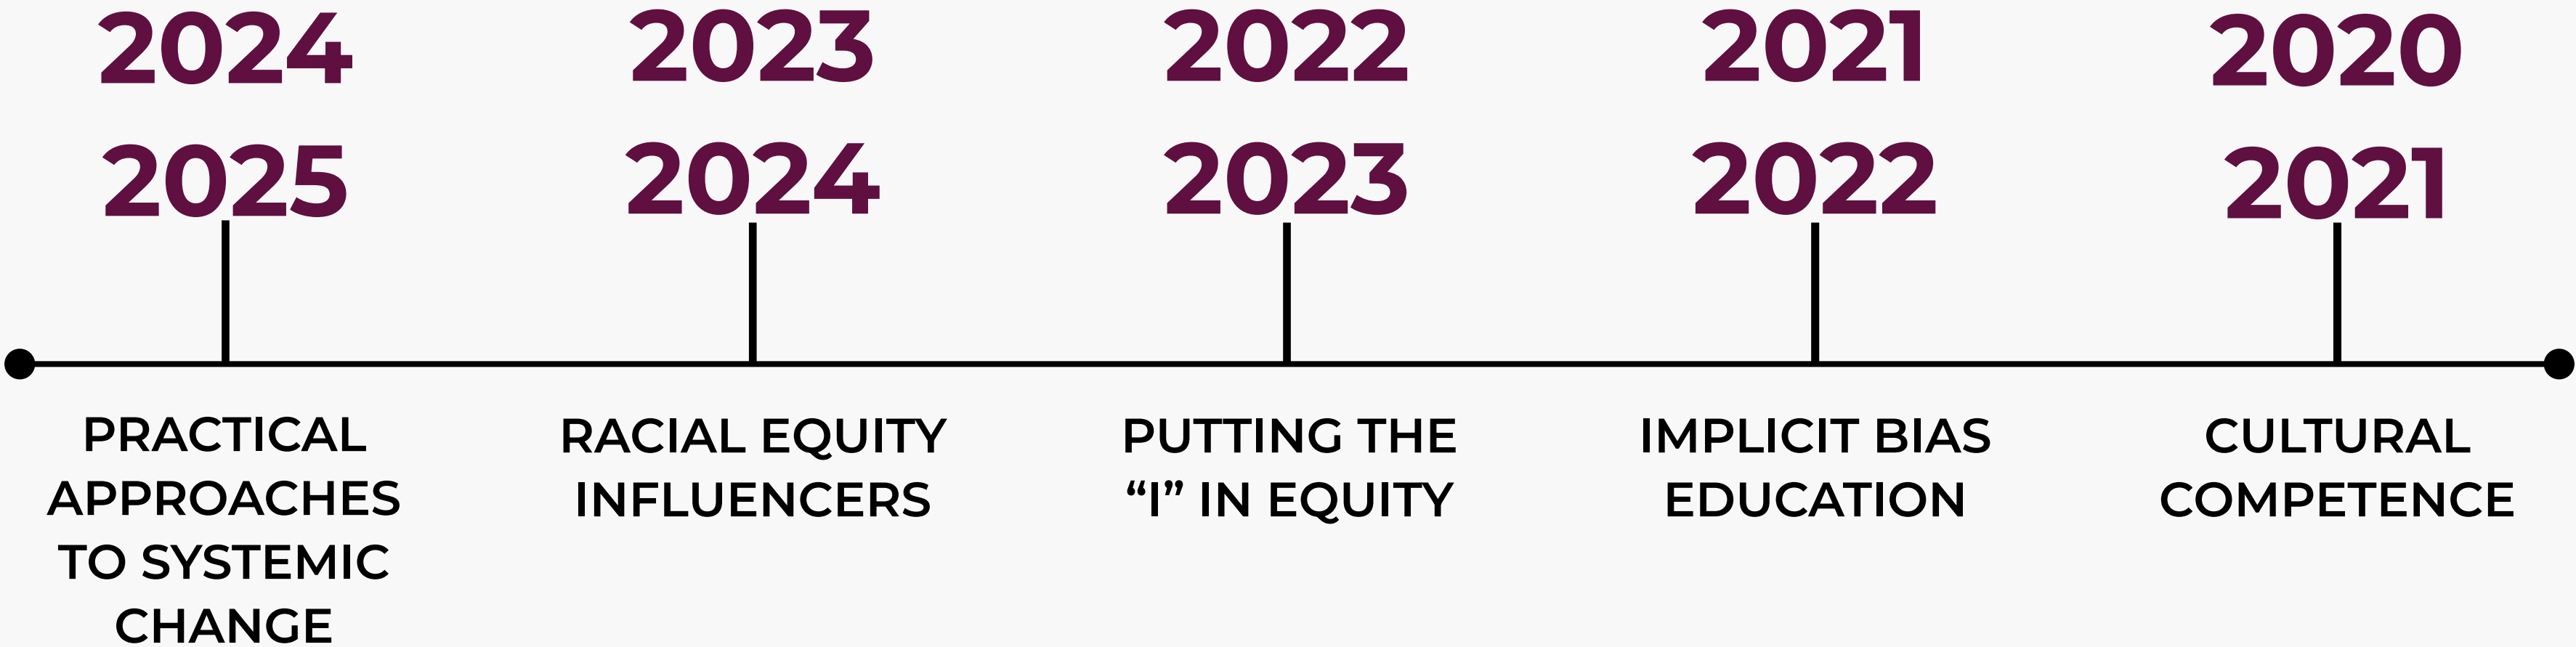 2024
2025
PRACTICAL
APPROACHES
TO SYSTEMIC
CHANGE
2023
2024
RACIAL EQUITY
INFLUENCERS
2022
2023
PUTTING THE
“I” IN EQUITY
2021
2022
IMPLICIT BIAS
EDUCATION
2020
2021
CULTURAL
COMPETENCE